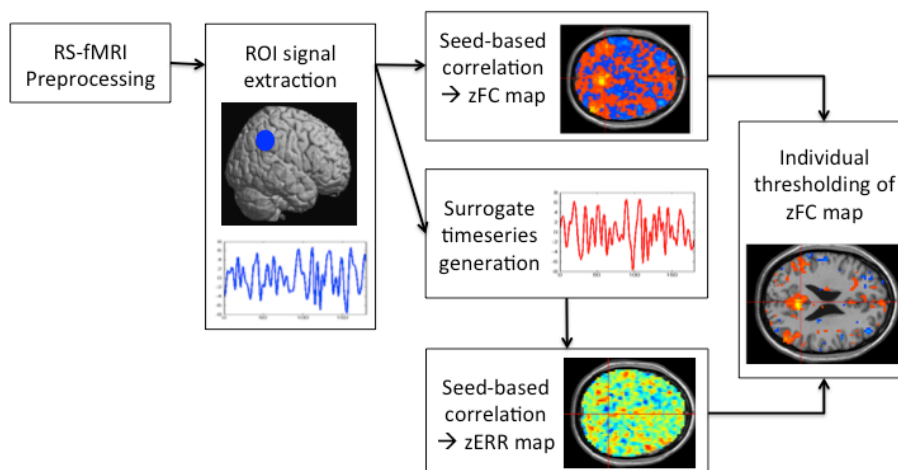 RS-fMRI
Preprocessing
ROI signal
extraction
Seed-based
correlation
→ zFC map
Surrogate
timeseries
generation
Seed-based
correlation
→ zERR map
Individual
thresholding of
zFC map